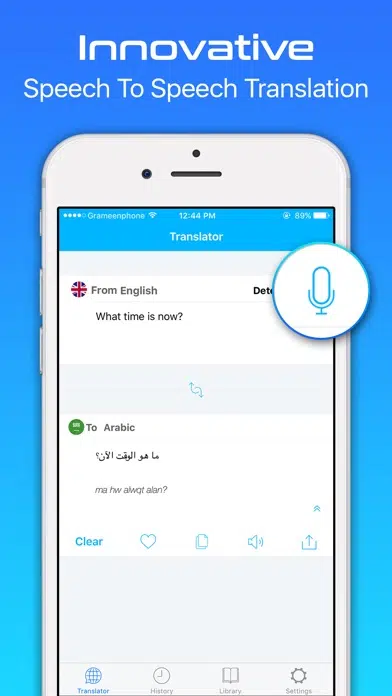 Innovative
Speech To Speech Translation
Grameenphone 12:44 PM 89%
Translator
From English
What time is now?
To Arabic
ما هو الوقت الآن؟
ma hw alwqt alan?
Clear
Translator History Library Settings